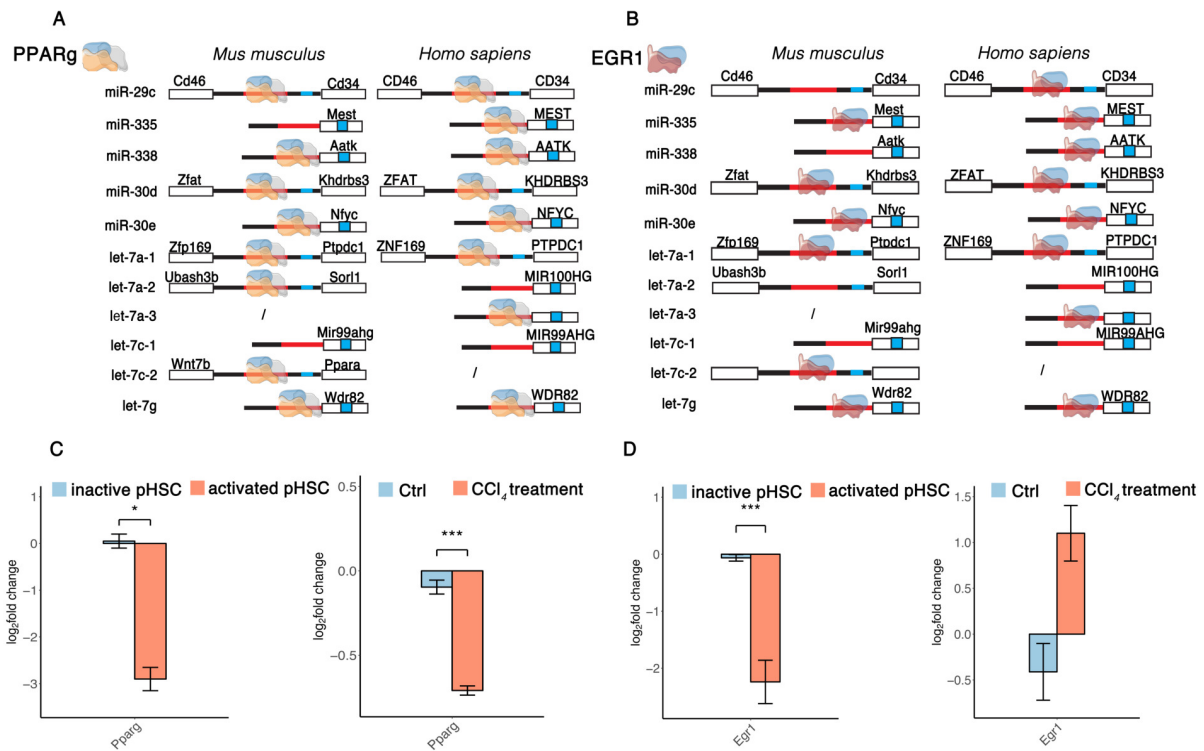 A
PPARg
Mus musculus
Homo sapiens
miR-29c
Cd46
Cd34
CD46
CD34
miR-335
Mest
MEST
miR-338
Aatk
AATK
miR-30d
Zfat
Khdrbs3
ZFAT
KHDRBS3
miR-30e
Nfyc
NFYC
let-7a-1
Zfp169
Ptpdc1
ZNF169
PTPDC1
let-7a-2
Ubash3b
Sorl1
MIR100HG
let-7a-3
/
let-7c-1
Mir99ahg
MIR99AHG
let-7c-2
Wnt7b
Ppara
/
let-7g
Wdr82
WDR82
B
EGR1
Mus musculus
Homo sapiens
miR-29c
Cd46
Cd34
CD46
CD34
miR-335
Mest
MEST
miR-338
Aatk
AATK
miR-30d
Zfat
Khdrbs3
ZFAT
KHDRBS3
miR-30e
Nfyc
NFYC
let-7a-1
Zfp169
Ptpdc1
ZNF169
PTPDC1
let-7a-2
Ubash3b
Sorl1
MIR100HG
let-7a-3
/
let-7c-1
Mir99ahg
MIR99AHG
let-7c-2
/
let-7g
Wdr82
WDR82
C
inactive pHSC
activated pHSC
log2fold change
1
0
−1
−2
−3
*
Pparg
Ctrl
CCl4 treatment
log2fold change
0.5
0.0
−0.5
***
Pparg
D
inactive pHSC
activated pHSC
log2fold change
1
0
−1
−2
***
Egr1
Ctrl
CCl4 treatment
log2fold change
1.5
1.0
0.5
0.0
−0.5
Egr1